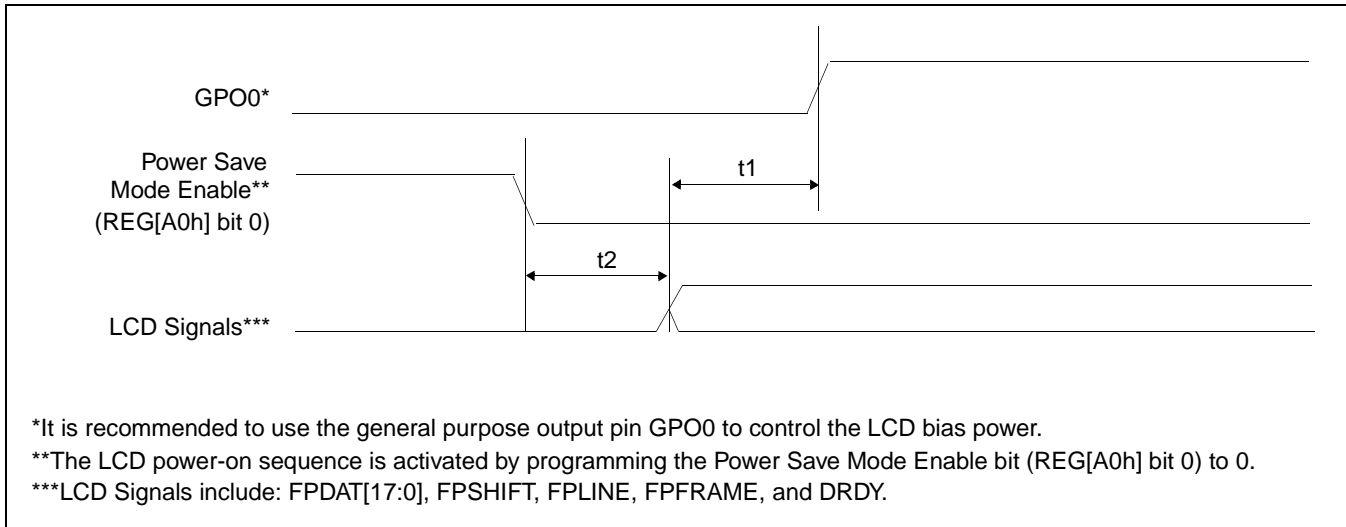 GPO0*
Power Save
Mode Enable**
(REG[A0h] bit 0)
t1
t2
LCD Signals***
*It is recommended to use the general purpose output pin GPO0 to control the LCD bias power.
**The LCD power-on sequence is activated by programming the Power Save Mode Enable bit (REG[A0h] bit 0) to 0.
***LCD Signals include: FPDAT[17:0], FPSHIFT, FPLINE, FPFRAME, and DRDY.